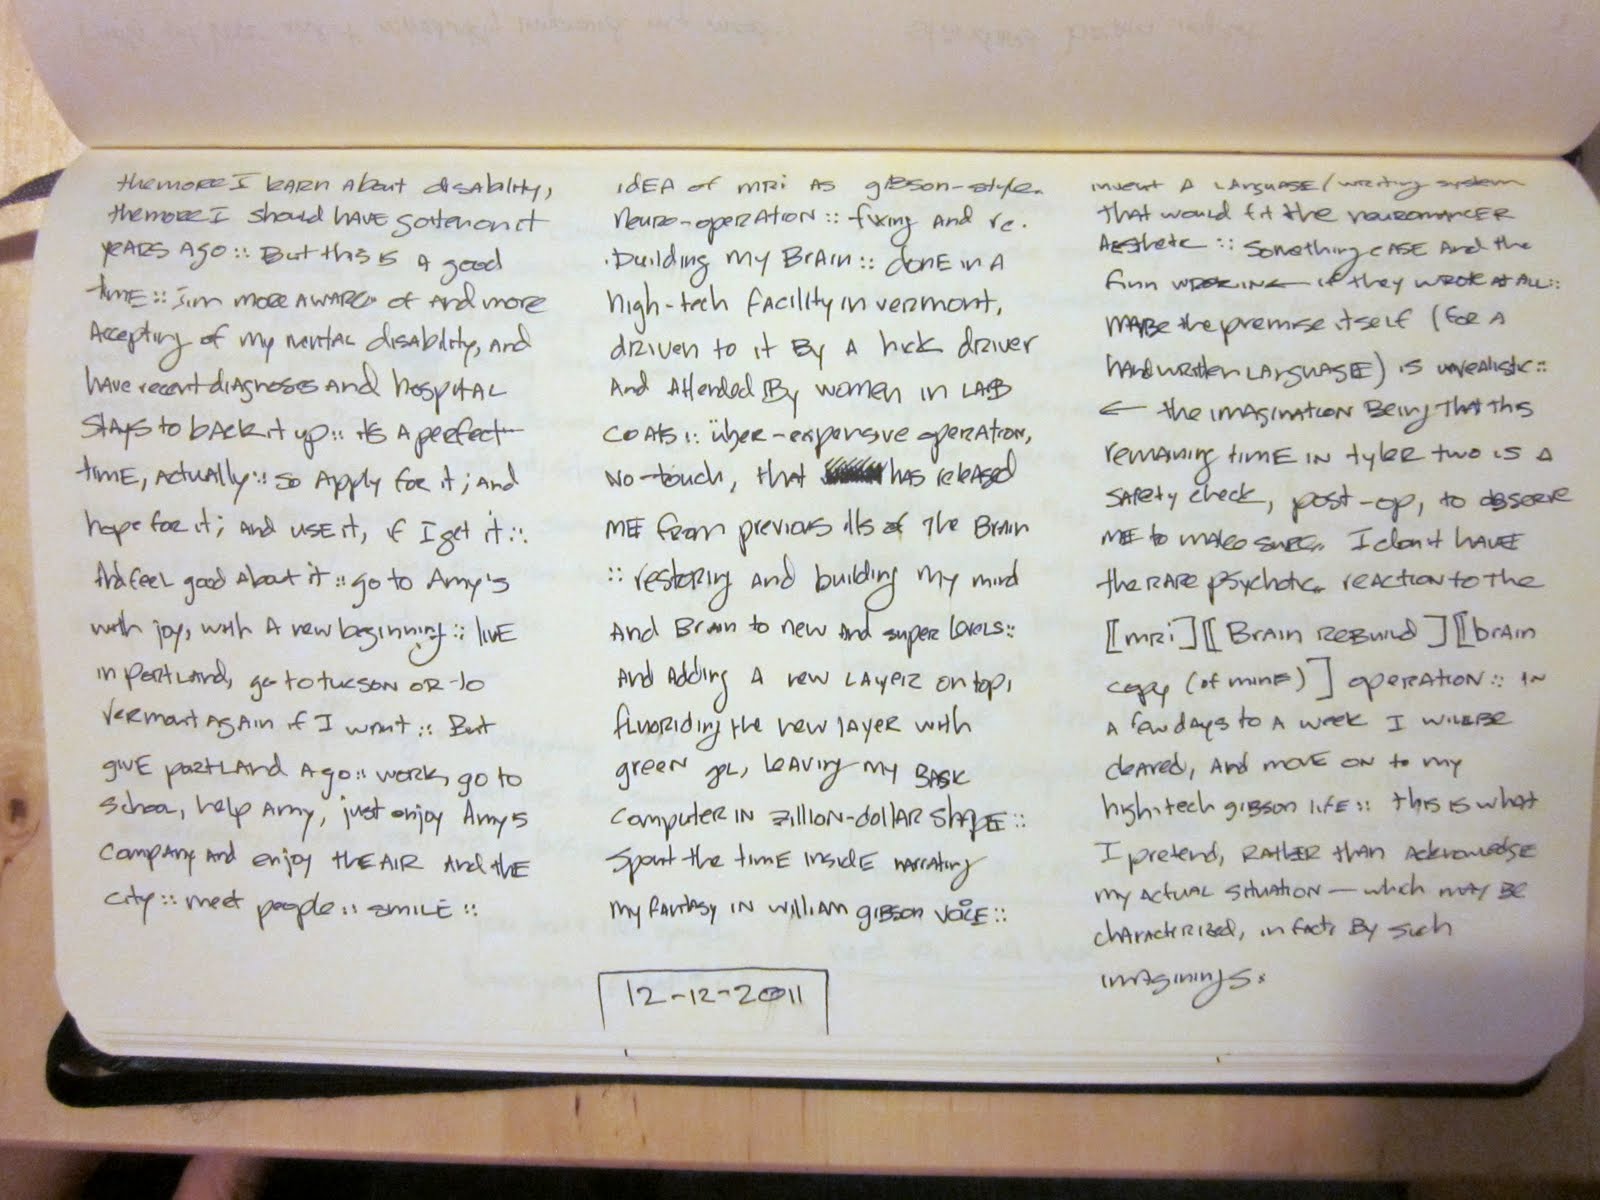 the more I learn about disability,
the more I should have gotten on it
years ago :: But this is a good
time :: I'm more aware of and more
Accepting of my mental disability, and
have recent diagnoses and hospital
stays to back it up :: its a perfect
time, actually :: so apply for it ; and
hope for it ; and use it, if I get it ::
And feel good about it :: go to Amy's
with joy, with a new beginning :: live
in portland, go to tucson or to
Vermont again if I want :: But
give portland a go :: work, go to
school, help Amy, just enjoy Amy's
company and enjoy the air and the
city :: meet people :: smile ::
idea of mri as gibson-style
neuro-operation :: fixing and re-
building my brain :: done in a
high-tech facility in vermont,
driven to it by a hick driver
and attended by women in lab
coats :: über-expensive operation,
no-touch, that has released
me from previous ills of the brain
:: restoring and building my mind
and brain to new and super levels ::
and adding a new layer on top,
fluoriding the new layer with
green gel, leaving my basic
computer in zillion-dollar shape ::
spent the time inside narrating
my fantasy in william gibson voice ::
12-12-2011
invent a language/writing system
that would fit the neuromancer
Aesthetic :: something case and the
finn wrote in ← if they wrote at all ::
maybe the premise itself (for a
handwritten language) is unrealistic ::
← the imagination being that this
remaining time in tyler two is a
safety check, post-op, to observe
me to make sure I don't have
the rare psychotic reaction to the
[mri][Brain rebuild][brain
copy (of mine)] operation :: in
a few days to a week I will be
cleared, and move on to my
high-tech gibson life :: this is what
I pretend, rather than acknowledge
my actual situation — which may be
characterized, in fact, by such
imaginings.